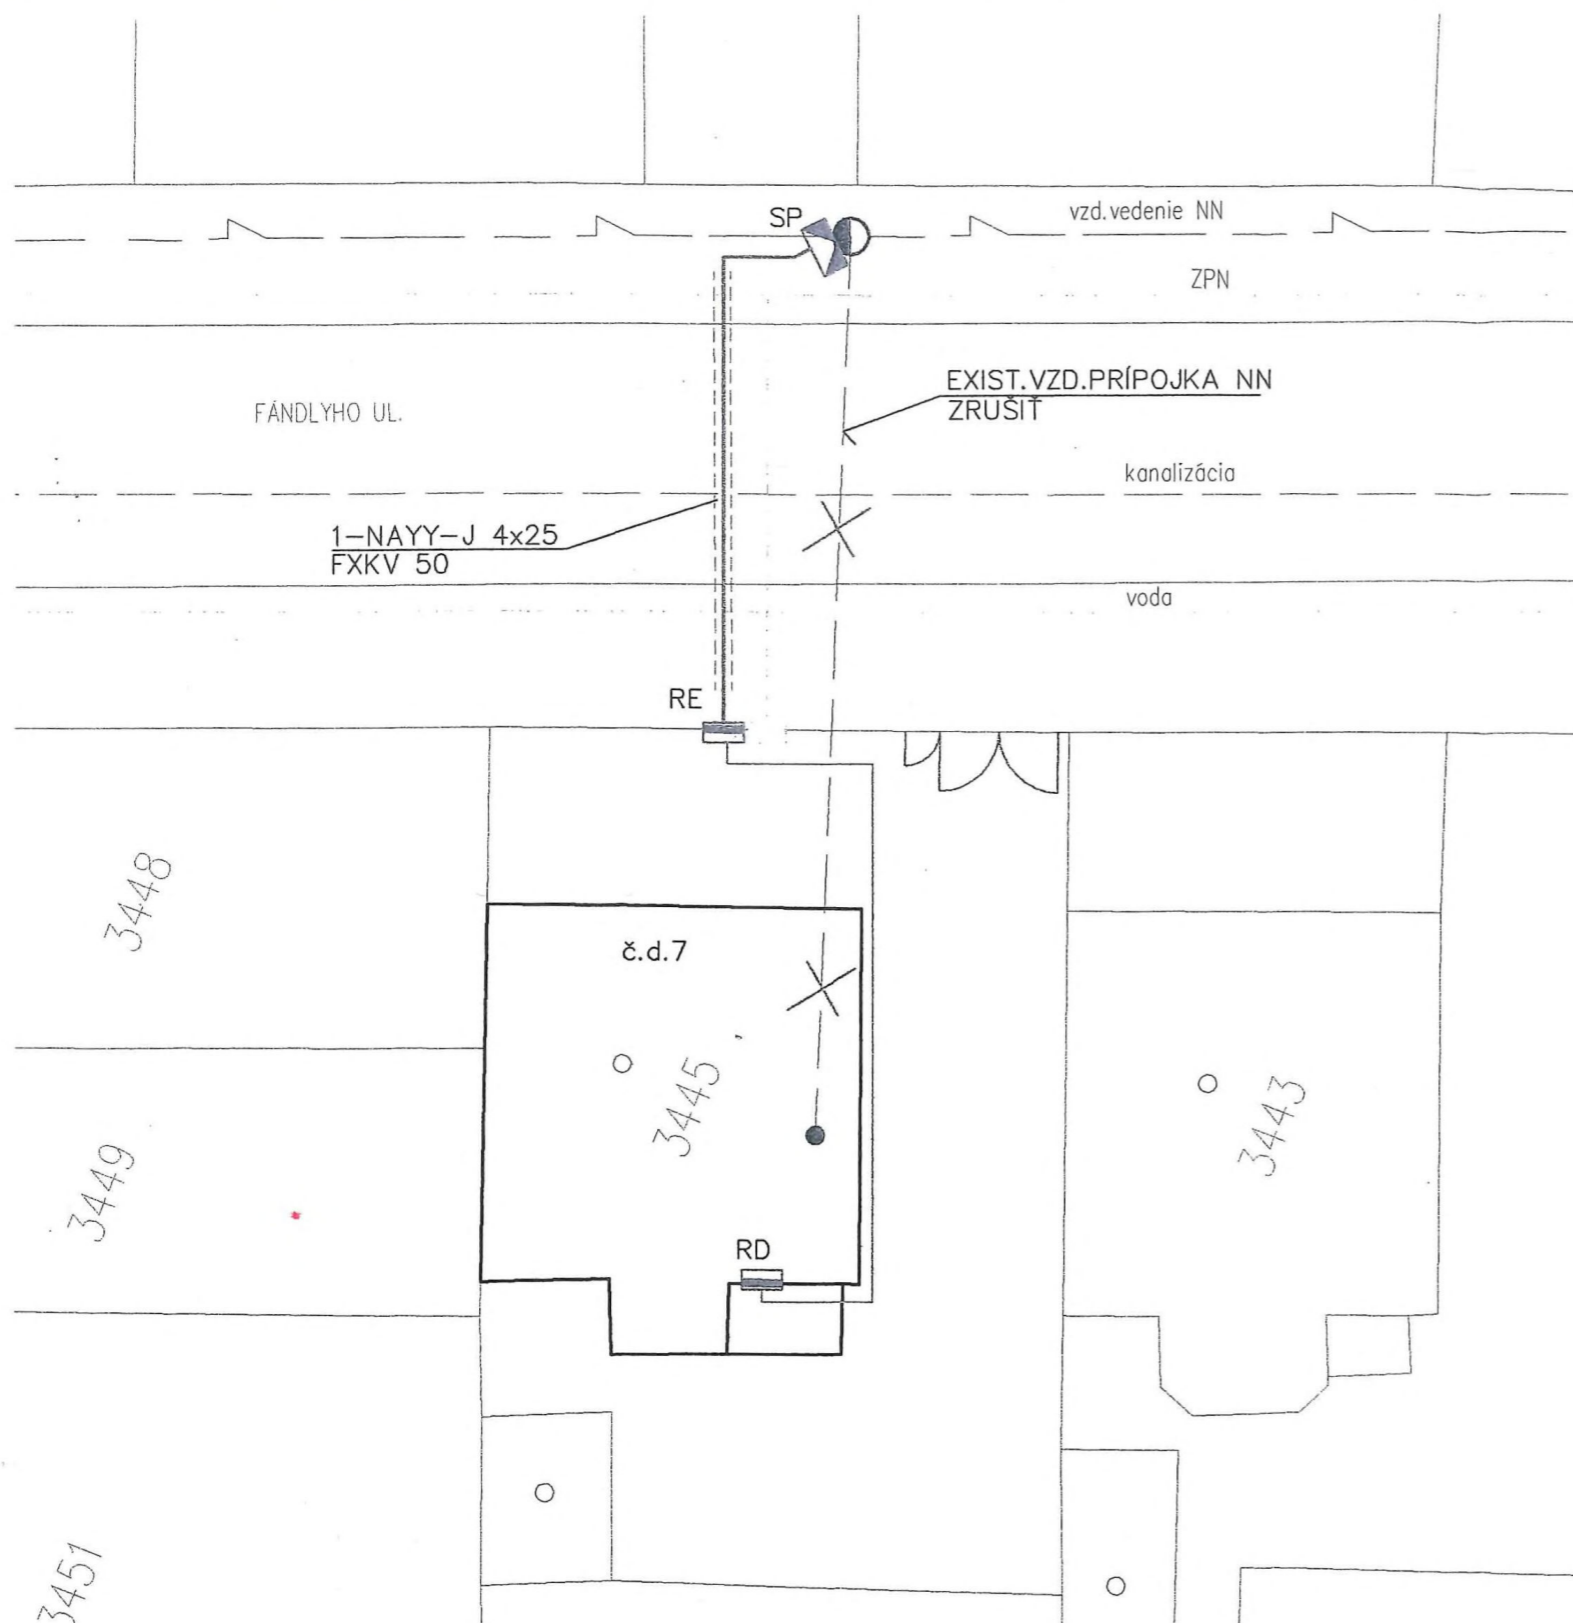 SP
vzd.vedenie NN
ZPN
EXIST.VZD.PRÍPOJKA NN
ZRUŠIŤ
FÁNDLYHO UL.
kanalizácia
1-NAYY-J 4x25
FXKV 50
voda
RE
3448
č.d.7
3445
3443
3449
RD
3451